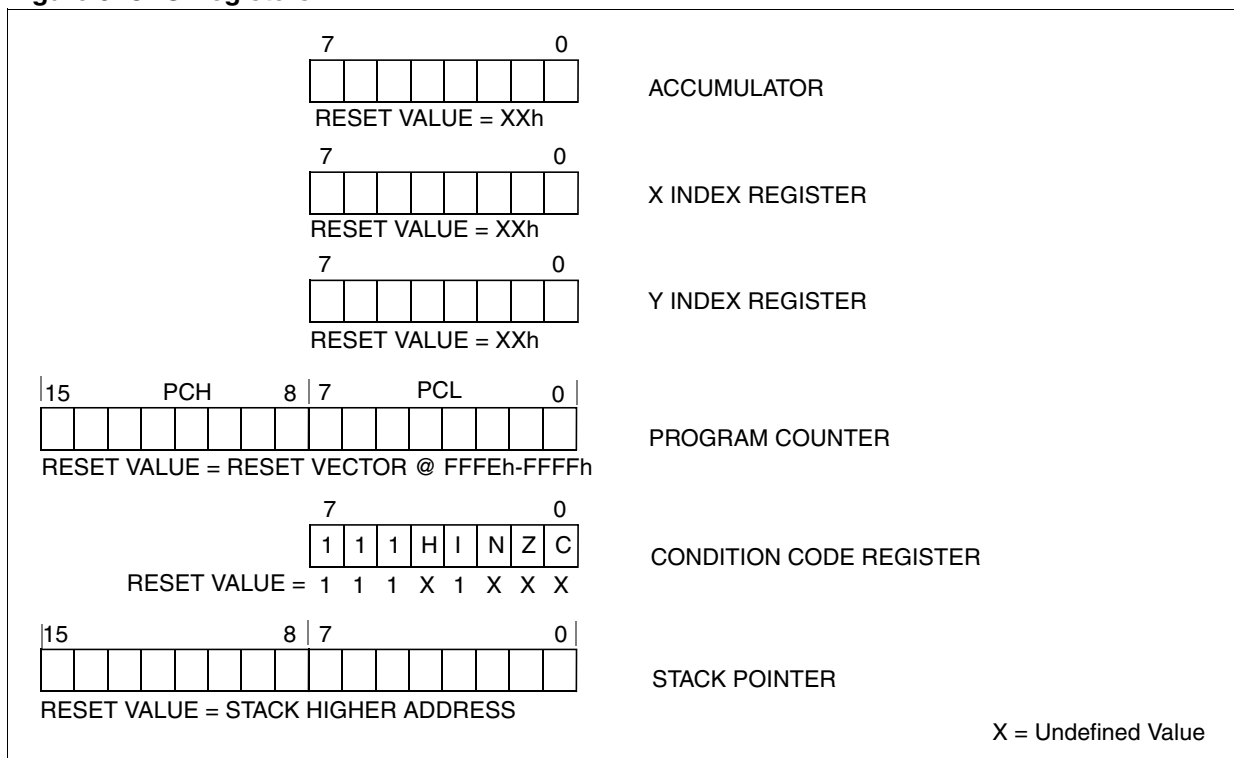 7 0
ACCUMULATOR
RESET VALUE = XXh
7 0
X INDEX REGISTER
RESET VALUE = XXh
7 0
Y INDEX REGISTER
RESET VALUE = XXh
15 PCH 8 7 PCL 0
PROGRAM COUNTER
RESET VALUE = RESET VECTOR @ FFFEh-FFFFh
7 0
1 1 1 H I N Z C
CONDITION CODE REGISTER
RESET VALUE = 1 1 1 X 1 X X X
15 8 7 0
STACK POINTER
RESET VALUE = STACK HIGHER ADDRESS
X = Undefined Value